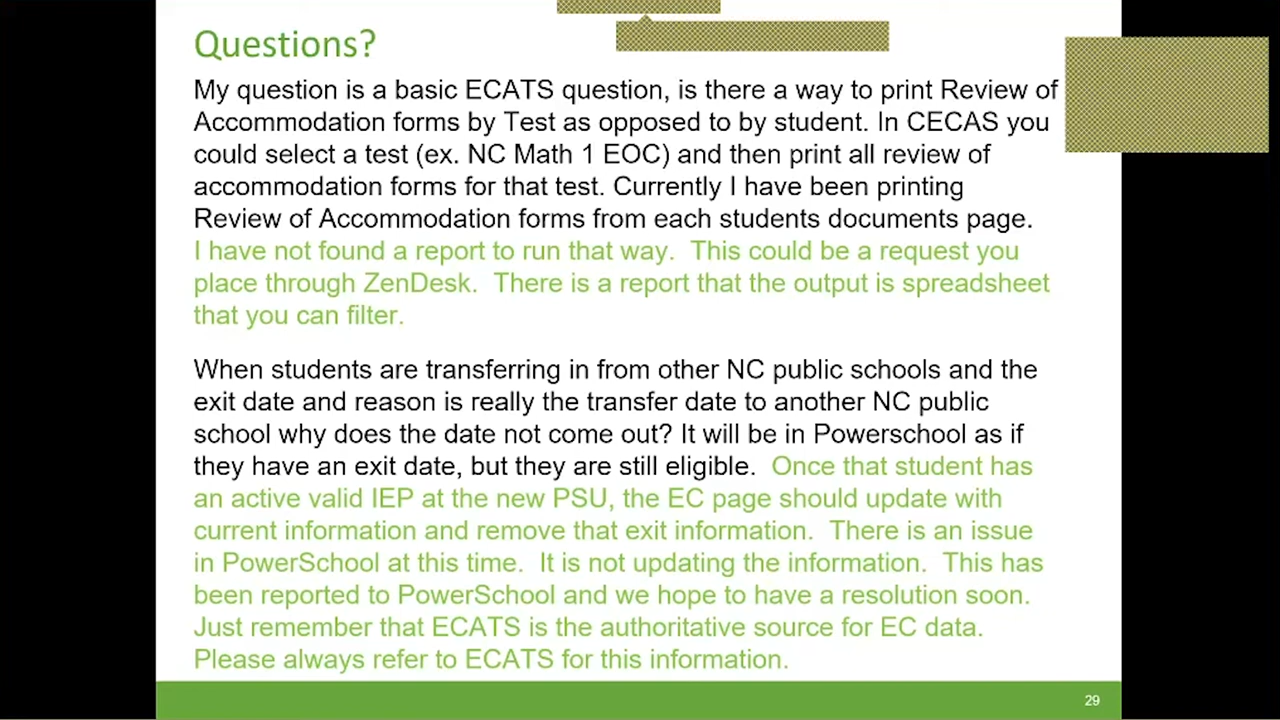 Questions?
My question is a basic ECATS question, is there a way to print Review of
Accommodation forms by Test as opposed to by student. In CECAS you
could select a test (ex. NC Math 1 EOC) and then print all review of
accommodation forms for that test. Currently I have been printing
Review of Accommodation forms from each students documents page.
I have not found a report to run that way. This could be a request you
place through ZenDesk. There is a report that the output is spreadsheet
that you can filter.
When students are transferring in from other NC public schools and the
exit date and reason is really the transfer date to another NC public
school why does the date not come out? It will be in Powerschool as if
they have an exit date, but they are still eligible. Once that student has
an active valid IEP at the new PSU, the EC page should update with
current information and remove that exit information. There is an issue
in PowerSchool at this time. It is not updating the information. This has
been reported to PowerSchool and we hope to have a resolution soon.
Just remember that ECATS is the authoritative source for EC data.
Please always refer to ECATS for this information.
29